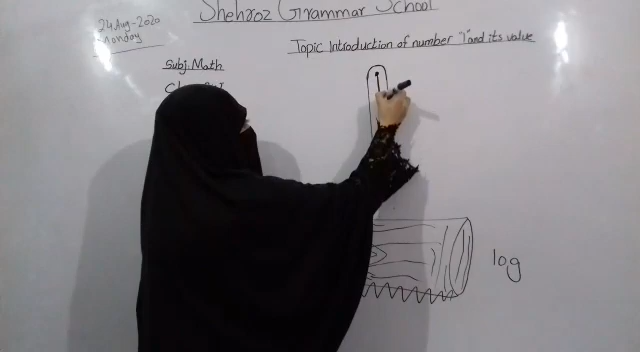 Shehroz Grammar School
24 Aug-2020
Monday
Topic Introduction of number "1" and its value
Subj. Math
log